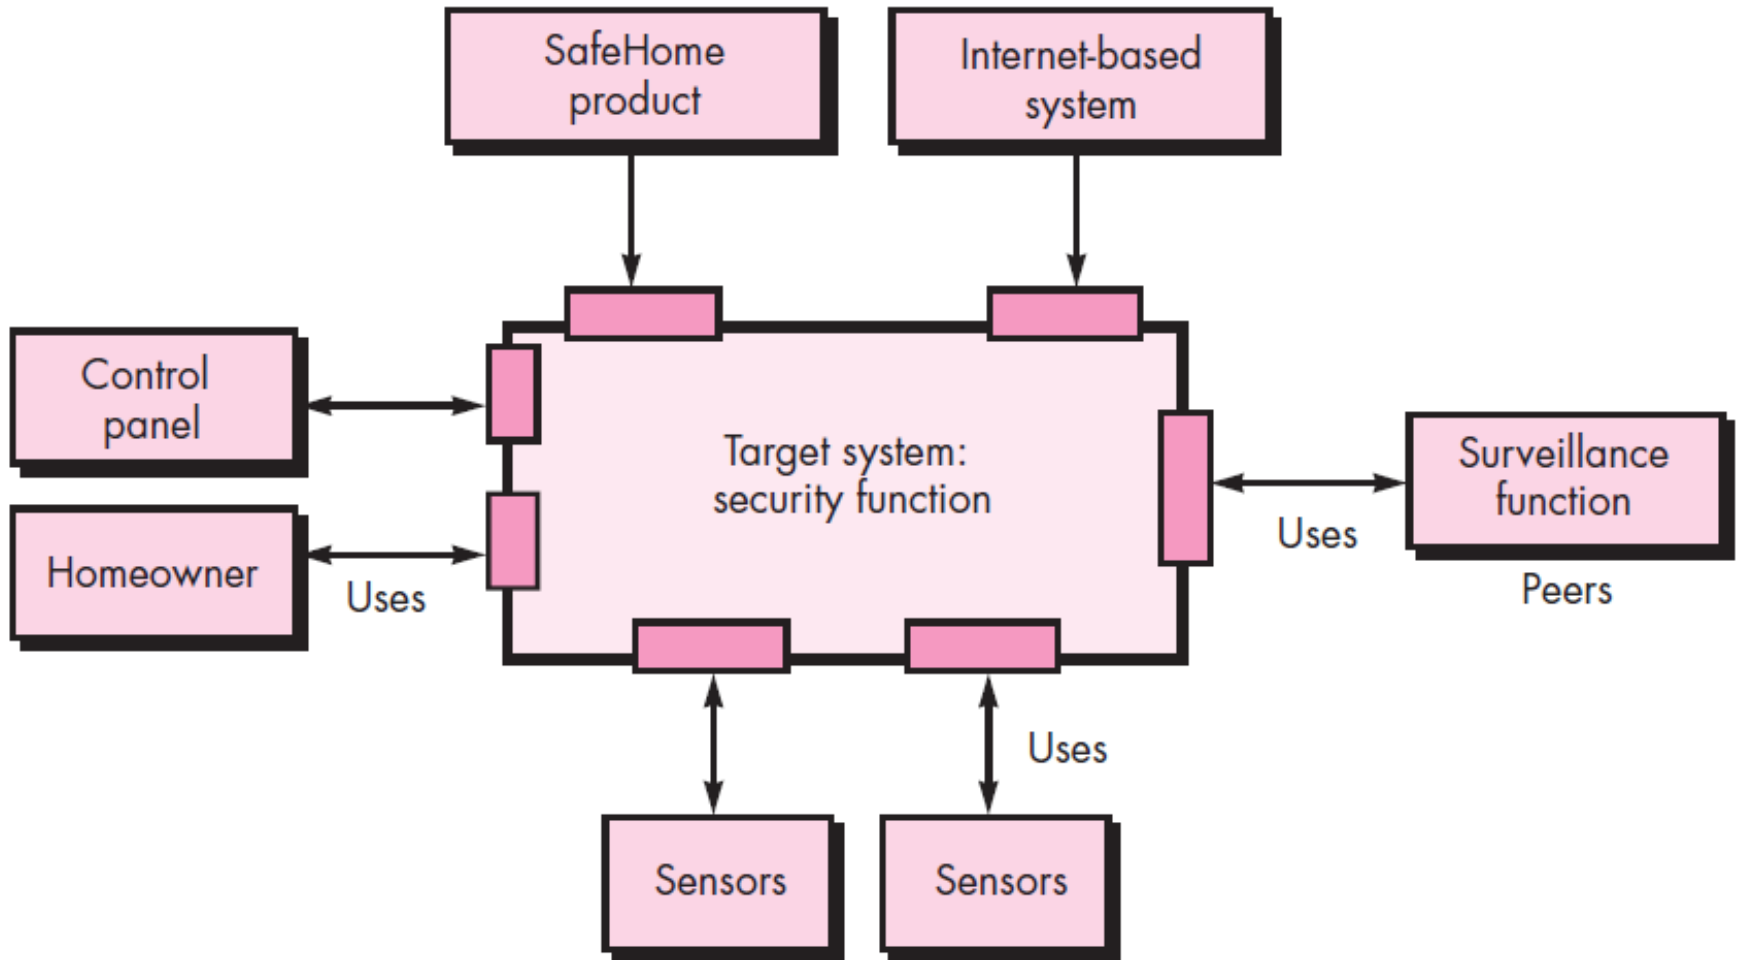 SafeHome
product
Internet-based
system
Control
panel
Target system:
security function
Surveillance
function
Uses
Peers
Homeowner
Uses
Uses
Sensors
Sensors